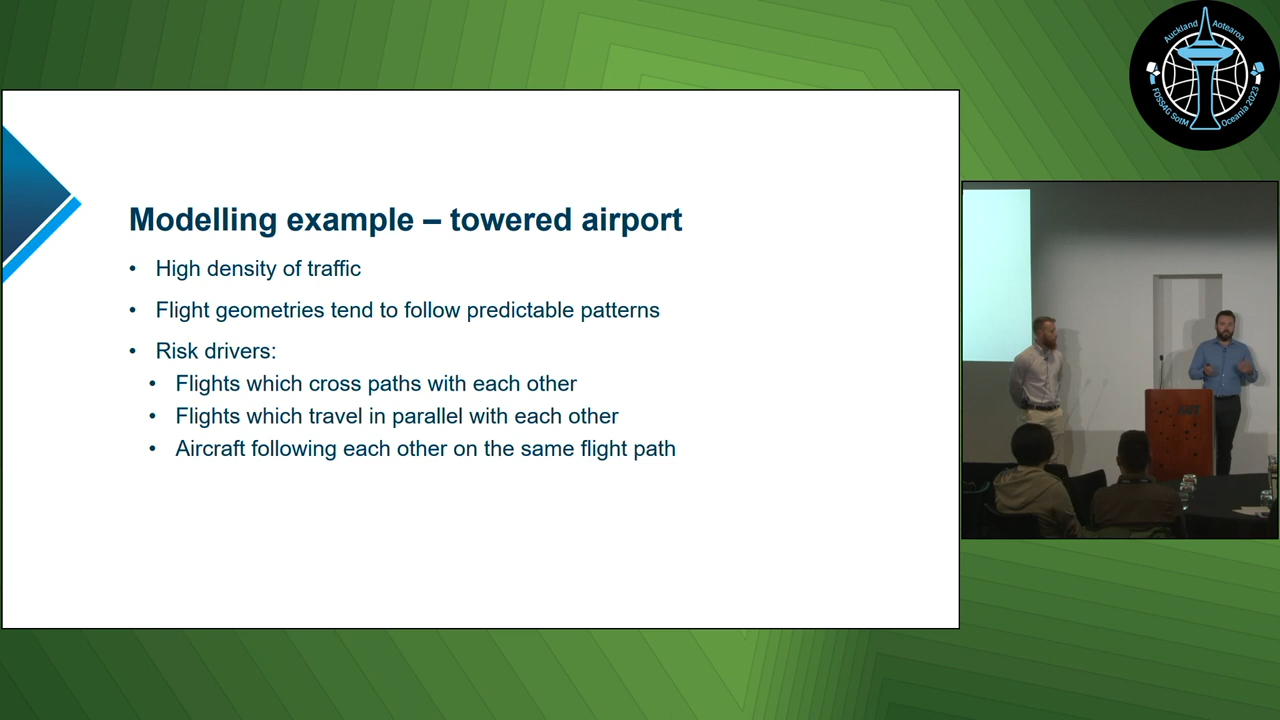 Auckland Aotearoa
FOSS4G SotM Oceania 2023
Modelling example – towered airport
• High density of traffic
• Flight geometries tend to follow predictable patterns
• Risk drivers:
• Flights which cross paths with each other
• Flights which travel in parallel with each other
• Aircraft following each other on the same flight path